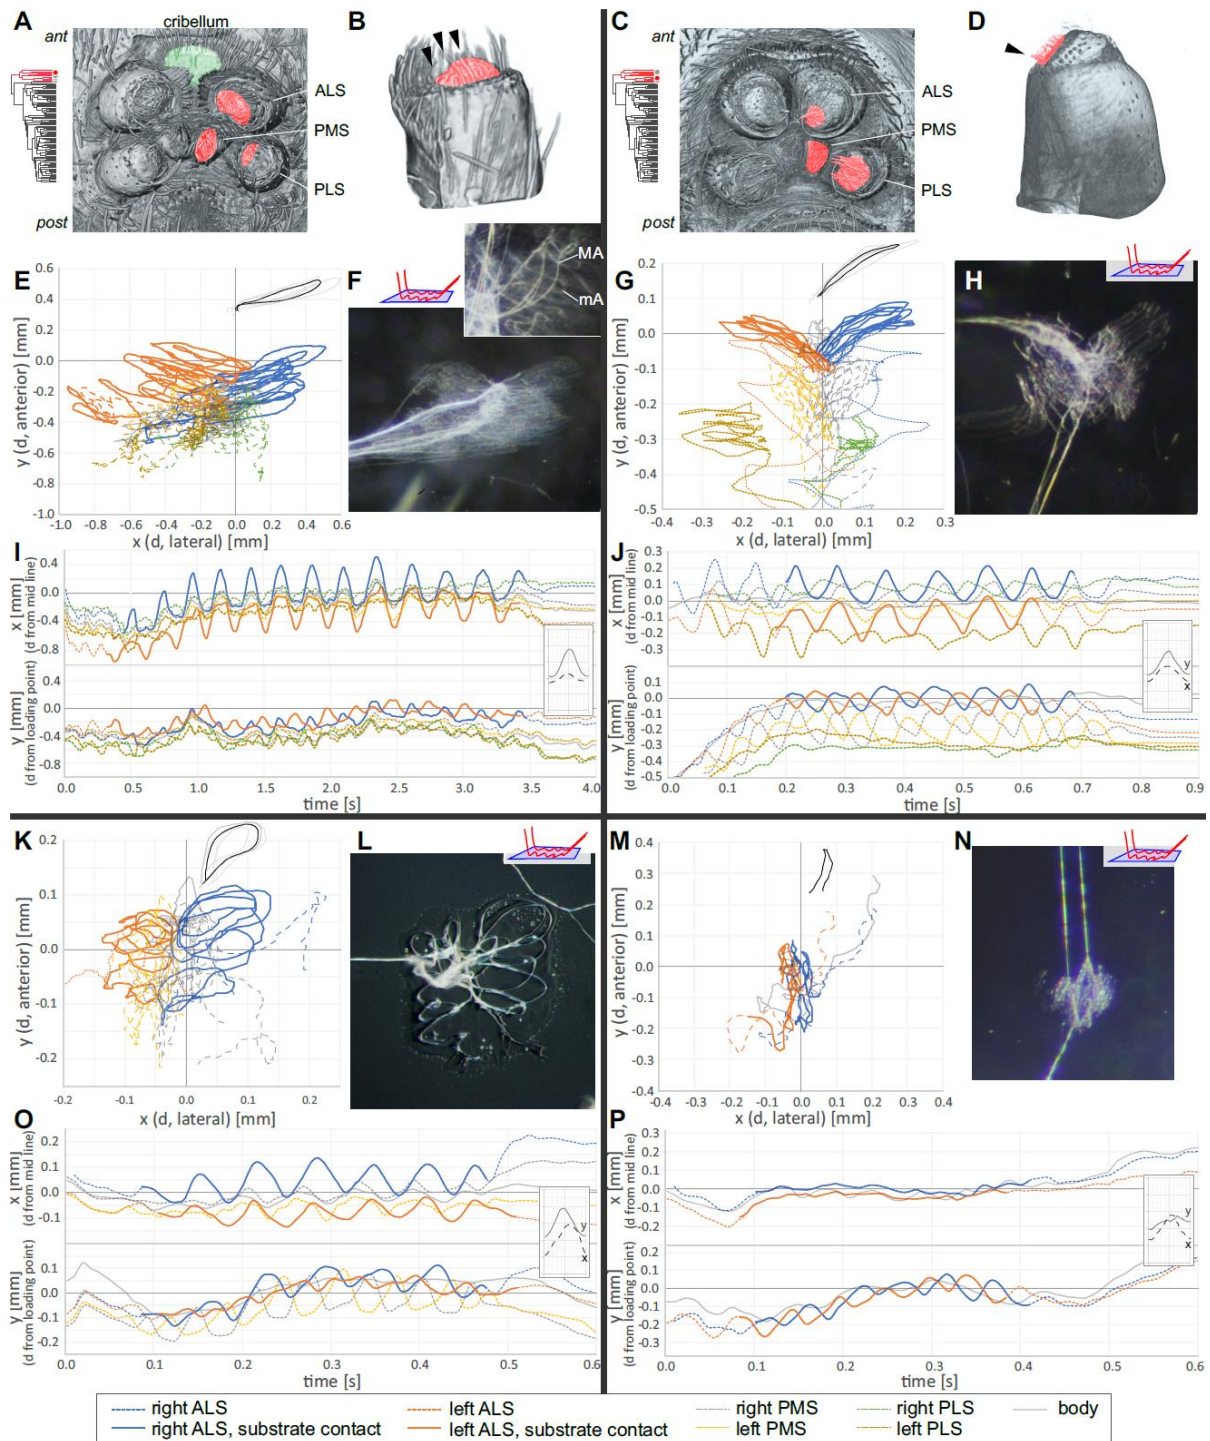 A
cribellum
ant
ALS
PMS
PLS
post
B
C
ant
ALS
PMS
PLS
post
D
E
y (d, anterior) [mm]
0.6
0.4
0.2
0.0
-0.2
-0.4
-0.6
-0.8
-1.0
-1.0 -0.8 -0.6 -0.4 -0.2 0.0 0.2 0.4 0.6
x (d, lateral) [mm]
F
MA
mA
G
y (d, anterior) [mm]
0.2
0.1
0.0
-0.1
-0.2
-0.3
-0.4
-0.5
-0.4 -0.3 -0.2 -0.1 0.0 0.1 0.2 0.3
x (d, lateral) [mm]
H
I
x [mm]
(d from mid line)
0.4
0.0
-0.4
-0.8
y [mm]
(d from loading point)
0.4
0.0
-0.4
-0.8
0.0 0.5 1.0 1.5 2.0 2.5 3.0 3.5 4.0
time [s]
J
x [mm]
(d from mid line)
0.3
0.2
0.1
0.0
-0.1
-0.2
-0.3
y [mm]
(d from loading point)
0.1
0.0
-0.1
-0.2
-0.3
-0.4
-0.5
y
x
0.0 0.1 0.2 0.3 0.4 0.5 0.6 0.7 0.8 0.9
time [s]
K
y (d, anterior) [mm]
0.2
0.1
0.0
-0.1
-0.2
-0.2 -0.1 0.0 0.1 0.2
x (d, lateral) [mm]
L
M
y (d, anterior) [mm]
0.4
0.3
0.2
0.1
0.0
-0.1
-0.2
-0.3
-0.4
-0.4 -0.3 -0.2 -0.1 0.0 0.1 0.2 0.3 0.4
x (d, lateral) [mm]
N
O
x [mm]
(d from mid line)
0.2
0.1
0.0
-0.1
y [mm]
(d from loading point)
0.2
0.1
0.0
-0.1
-0.2
y
x
0.0 0.1 0.2 0.3 0.4 0.5 0.6
time [s]
P
x [mm]
(d from mid line)
0.3
0.2
0.1
0.0
-0.1
-0.2
y [mm]
(d from loading point)
0.2
0.1
0.0
-0.1
-0.2
-0.3
y
x
0.0 0.1 0.2 0.3 0.4 0.5 0.6
time [s]
right ALS
left ALS
right PMS
right PLS
body
right ALS, substrate contact
left ALS, substrate contact
left PMS
left PLS